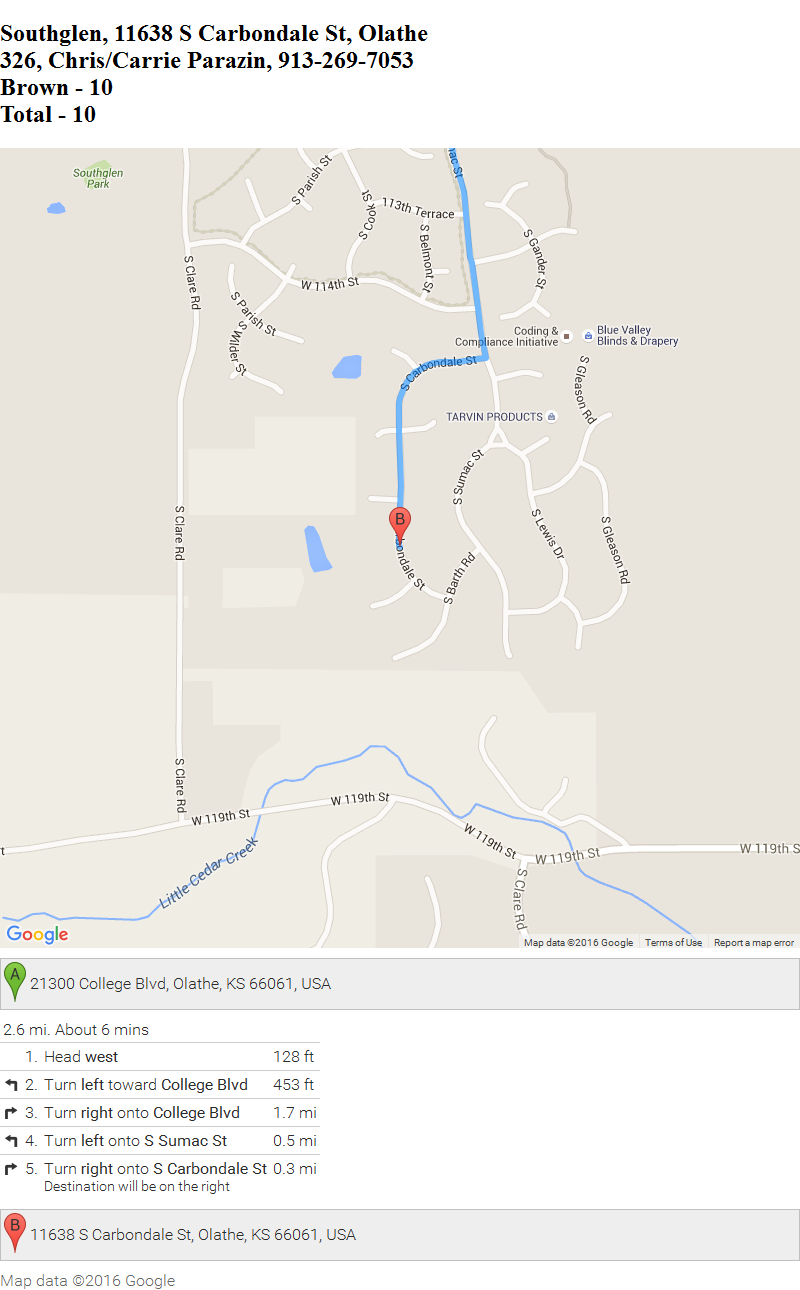 Southglen, 11638 S Carbondale St, Olathe
326, Chris/Carrie Parazin, 913-269-7053
Brown - 10
Total - 10
Southglen
Park
S Parish St
S Cook St
113th Terrace
S Belmont St
S Gander St
S Clare Rd
W 114th St
S Parish St
S Wilder St
Coding &
Compliance Initiative
Blue Valley
Blinds & Drapery
S Carbondale St
S Gleason Rd
TARVIN PRODUCTS
S Sumac St
S Clare Rd
B
S Lewis Dr
S Gleason Rd
S Barth Rd
S Clare Rd
W 119th St
W 119th St
W 119th St
W 119th St
W 119th S
Little Cedar Creek
S Clare Rd
Google
Map data ©2016 Google
Terms of Use
Report a map error
A
21300 College Blvd, Olathe, KS 66061, USA
2.6 mi. About 6 mins
1. Head west 128 ft
2. Turn left toward College Blvd 453 ft
3. Turn right onto College Blvd 1.7 mi
4. Turn left onto S Sumac St 0.5 mi
5. Turn right onto S Carbondale St 0.3 mi
Destination will be on the right
B
11638 S Carbondale St, Olathe, KS 66061, USA
Map data ©2016 Google